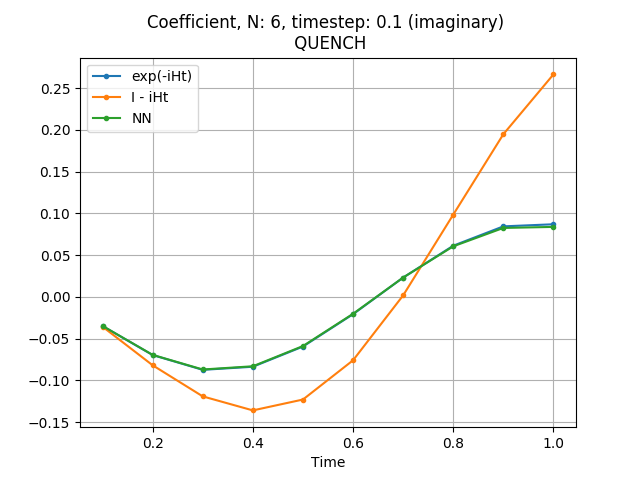 Coefficient, N: 6, timestep: 0.1 (imaginary)
QUENCH
exp(-iHt)
I - iHt
NN
0.25
0.20
0.15
0.10
0.05
0.00
−0.05
−0.10
−0.15
0.2 0.4 0.6 0.8 1.0
Time